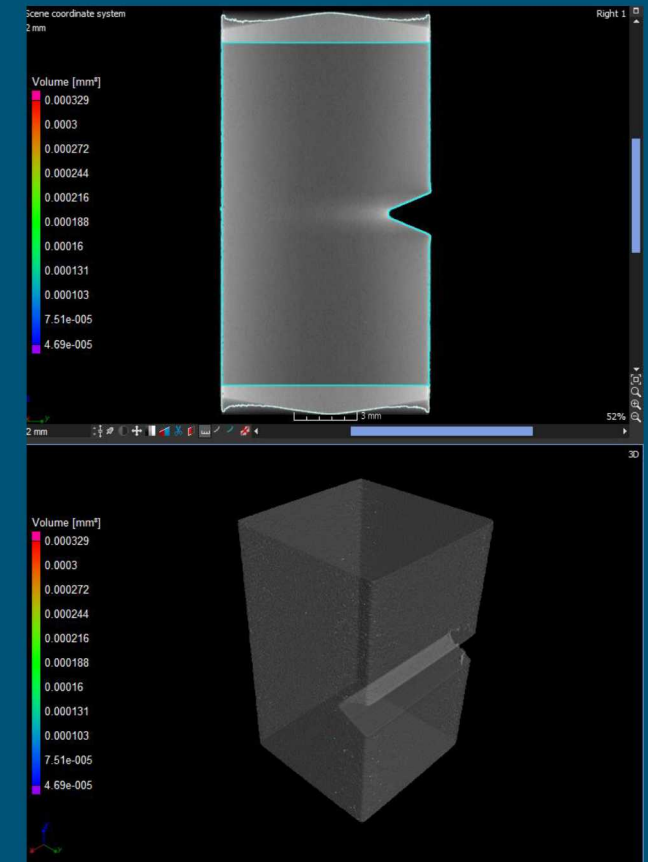 Scene coordinate system
Right 1
2 mm
Volume [mm³]
0.000329
0.0003
0.000272
0.000244
0.000216
0.000188
0.00016
0.000131
0.000103
7.51e-005
4.69e-005
3 mm
52%
2 mm
3D
Volume [mm³]
0.000329
0.0003
0.000272
0.000244
0.000216
0.000188
0.00016
0.000131
0.000103
7.51e-005
4.69e-005